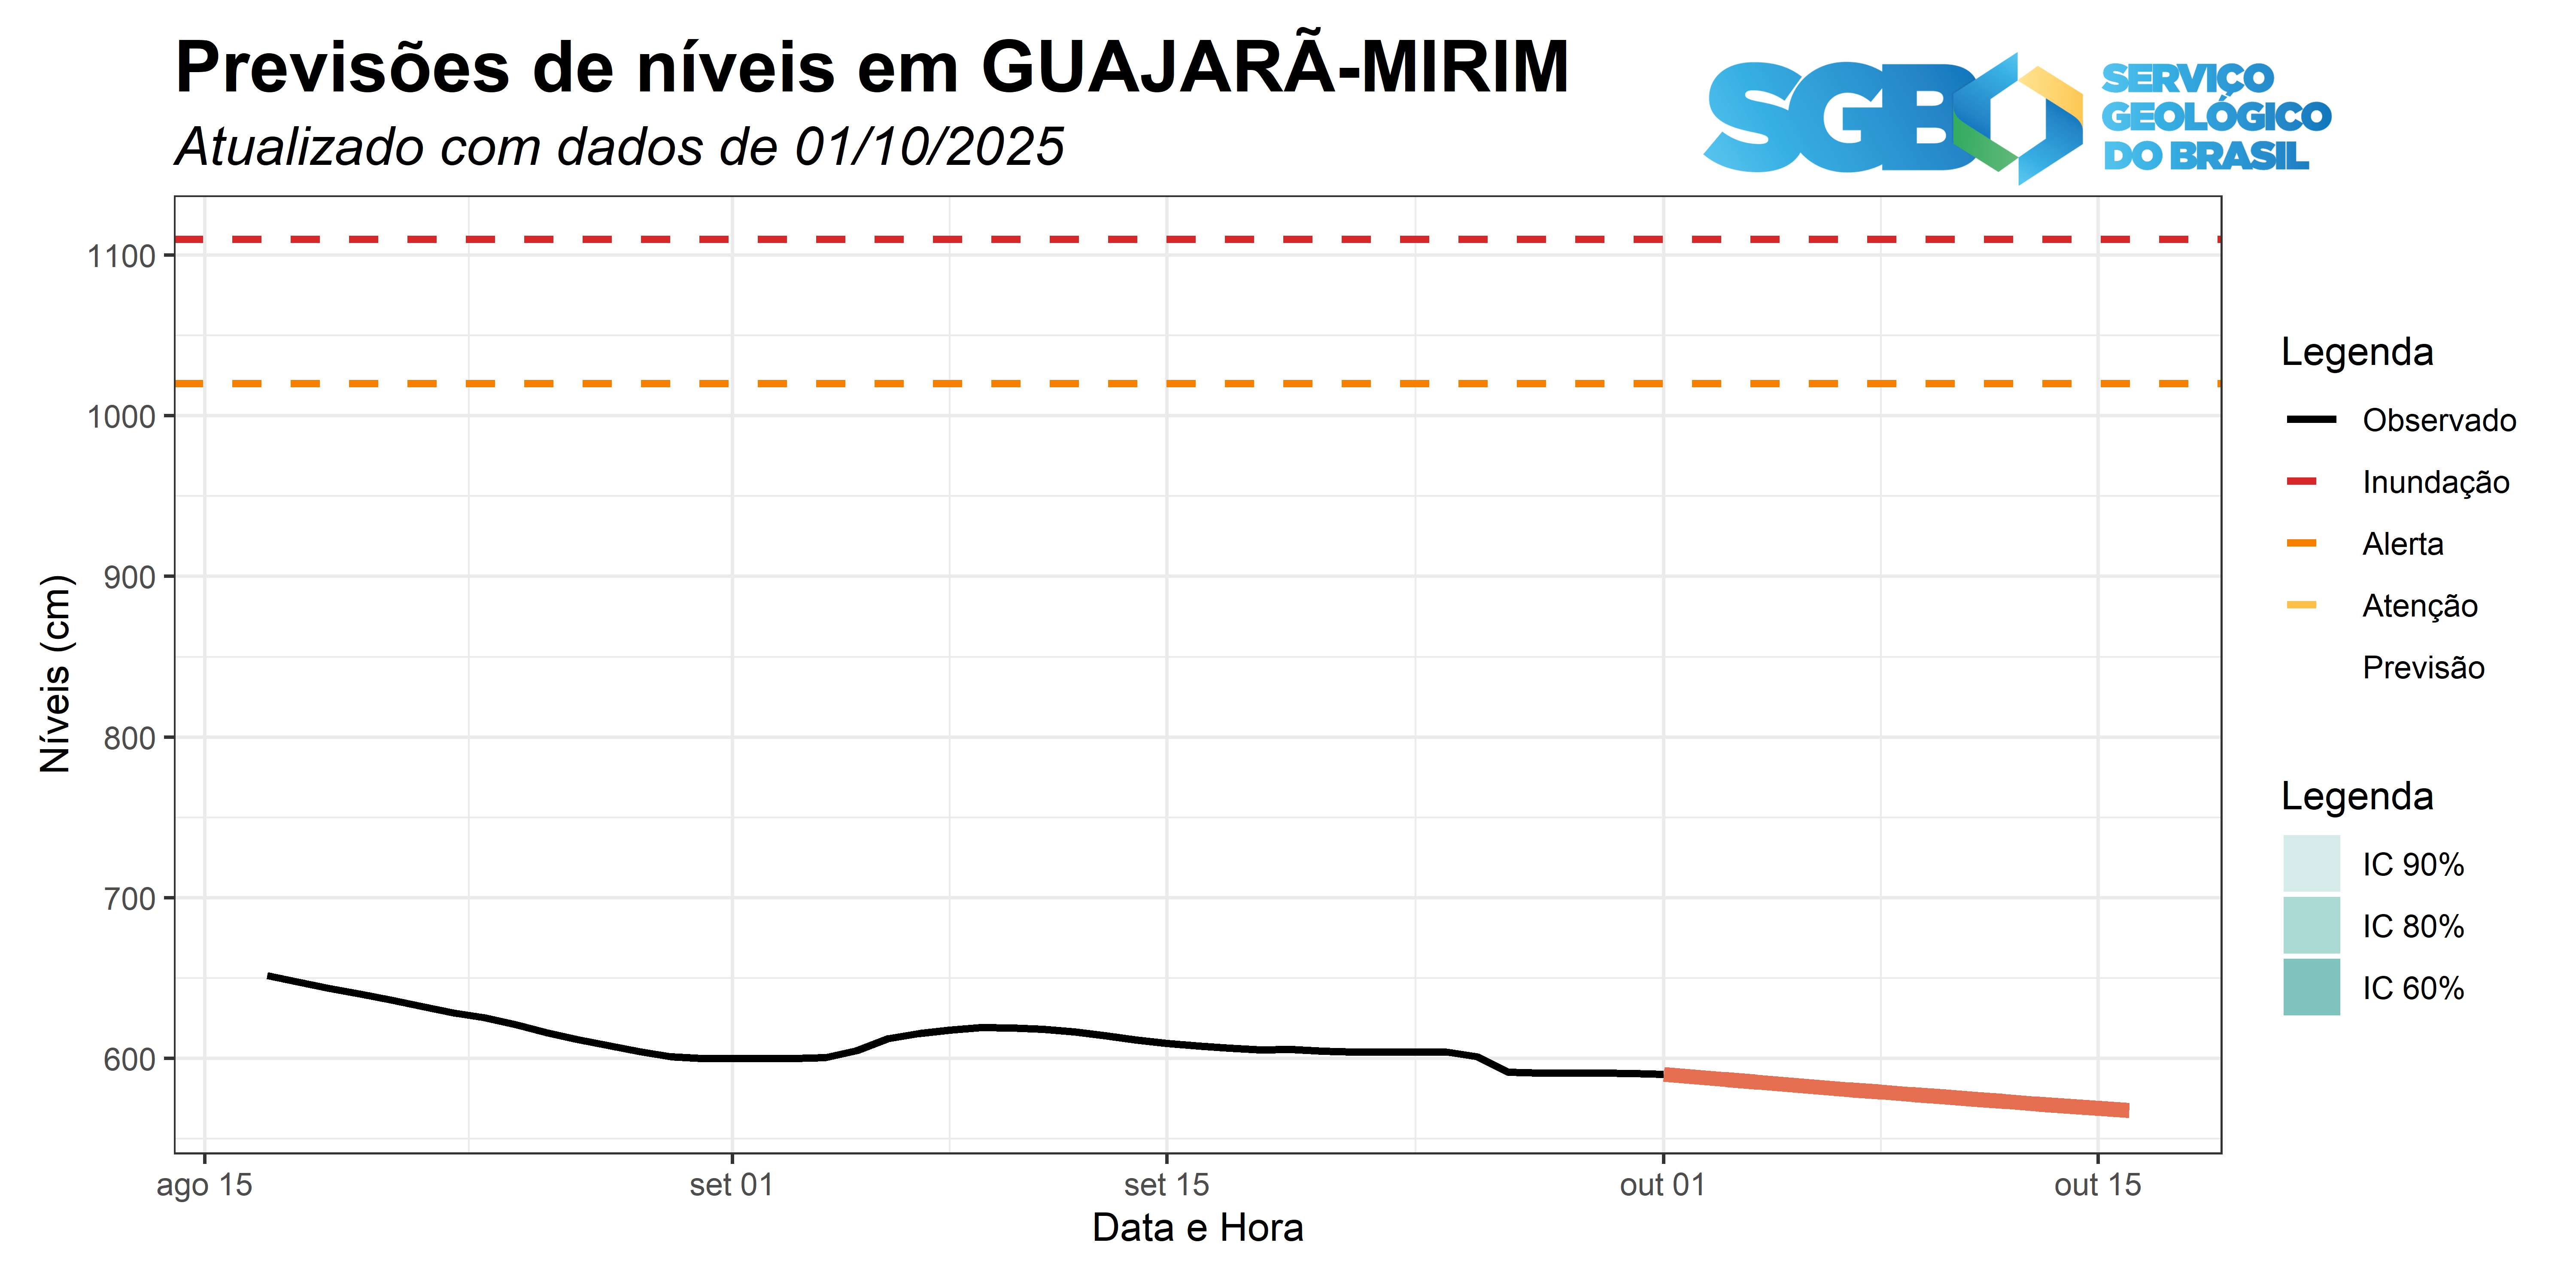 Previsões de níveis em GUAJARÃ-MIRIM
Atualizado com dados de 01/10/2025
SGB
SERVIÇO
GEOLÓGICO
DO BRASIL
Níveis (cm)
1100
1000
900
800
700
600
ago 15
set 01
set 15
out 01
out 15
Data e Hora
Legenda
Observado
Inundação
Alerta
Atenção
Previsão
Legenda
IC 90%
IC 80%
IC 60%